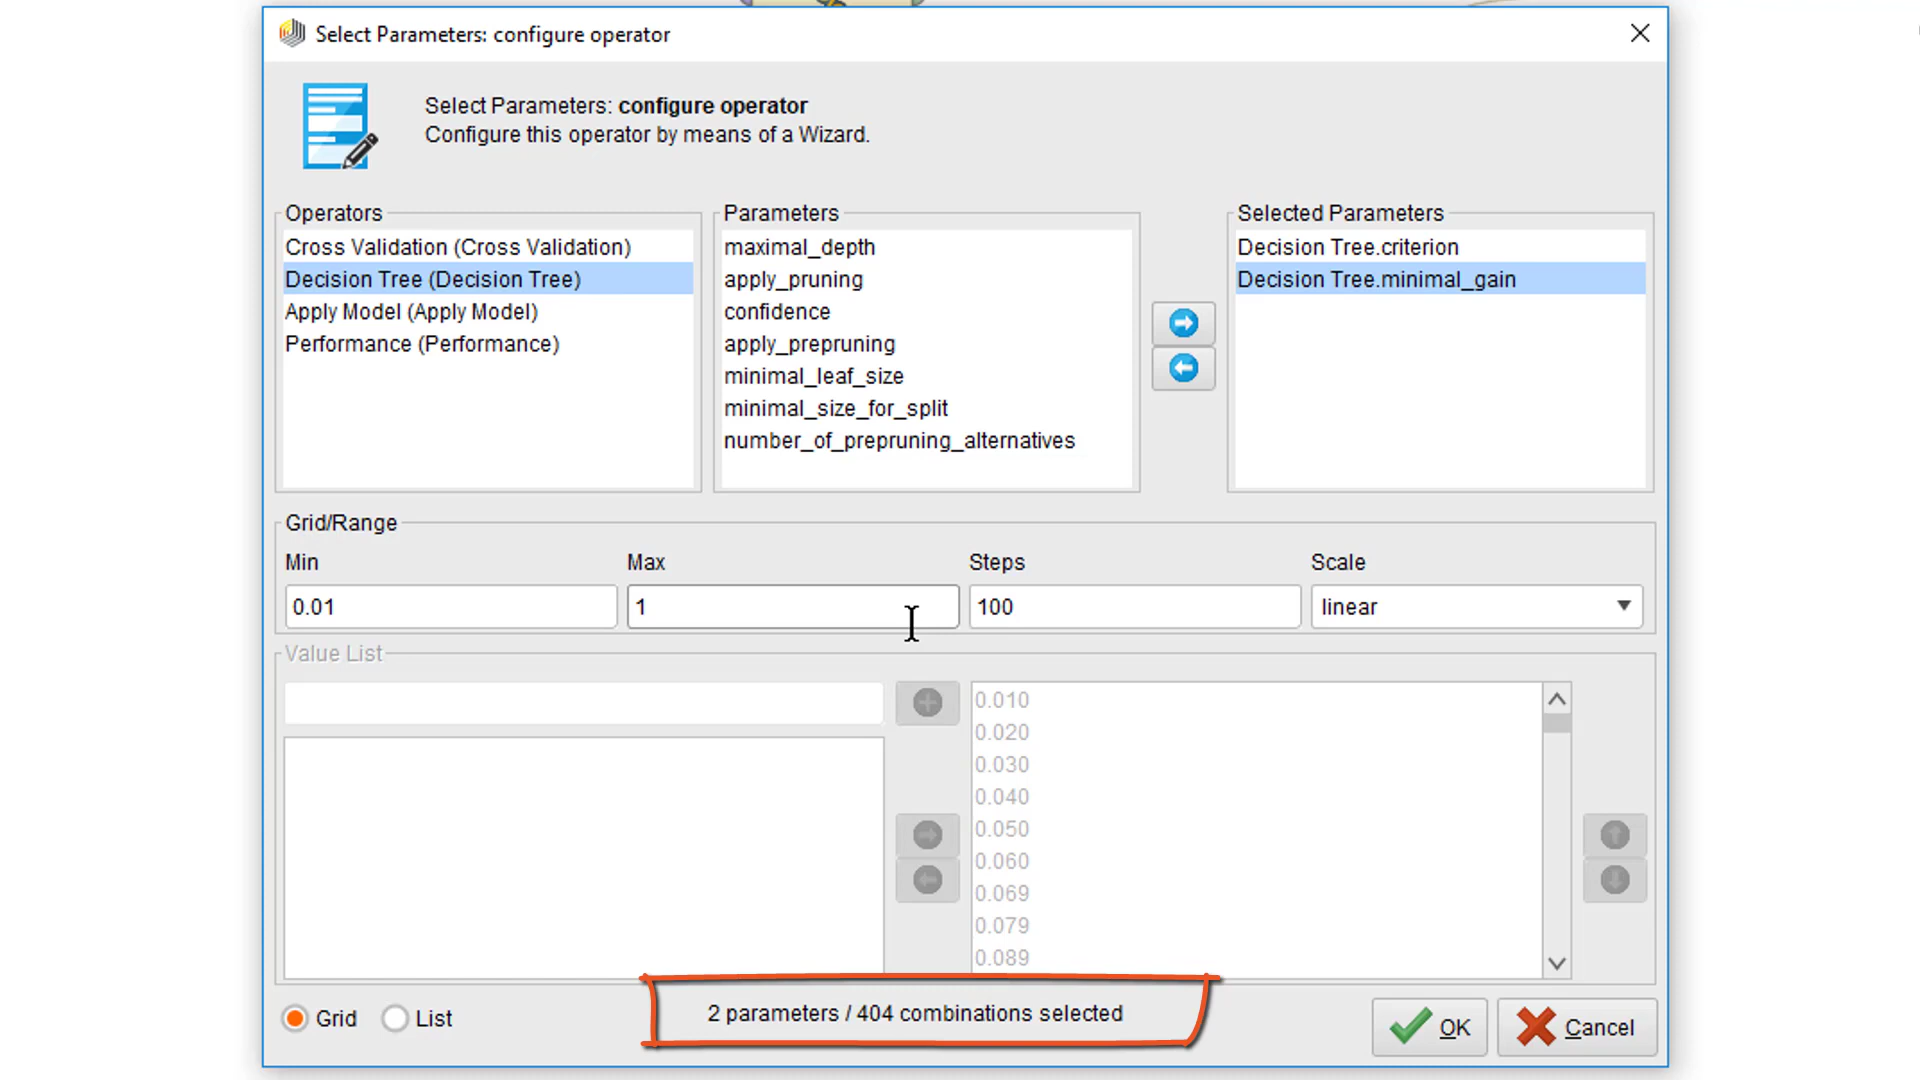 Select Parameters: configure operator
Select Parameters: configure operator
Configure this operator by means of a Wizard.
Operators
Cross Validation (Cross Validation)
Decision Tree (Decision Tree)
Apply Model (Apply Model)
Performance (Performance)
Parameters
maximal_depth
apply_pruning
confidence
apply_prepruning
minimal_leaf_size
minimal_size_for_split
number_of_prepruning_alternatives
Selected Parameters
Decision Tree.criterion
Decision Tree.minimal_gain
Grid/Range
Min
Max
Steps
Scale
0.01
1
100
linear
Value List
0.010
0.020
0.030
0.040
0.050
0.060
0.069
0.079
0.089
Grid
List
2 parameters / 404 combinations selected
OK
Cancel